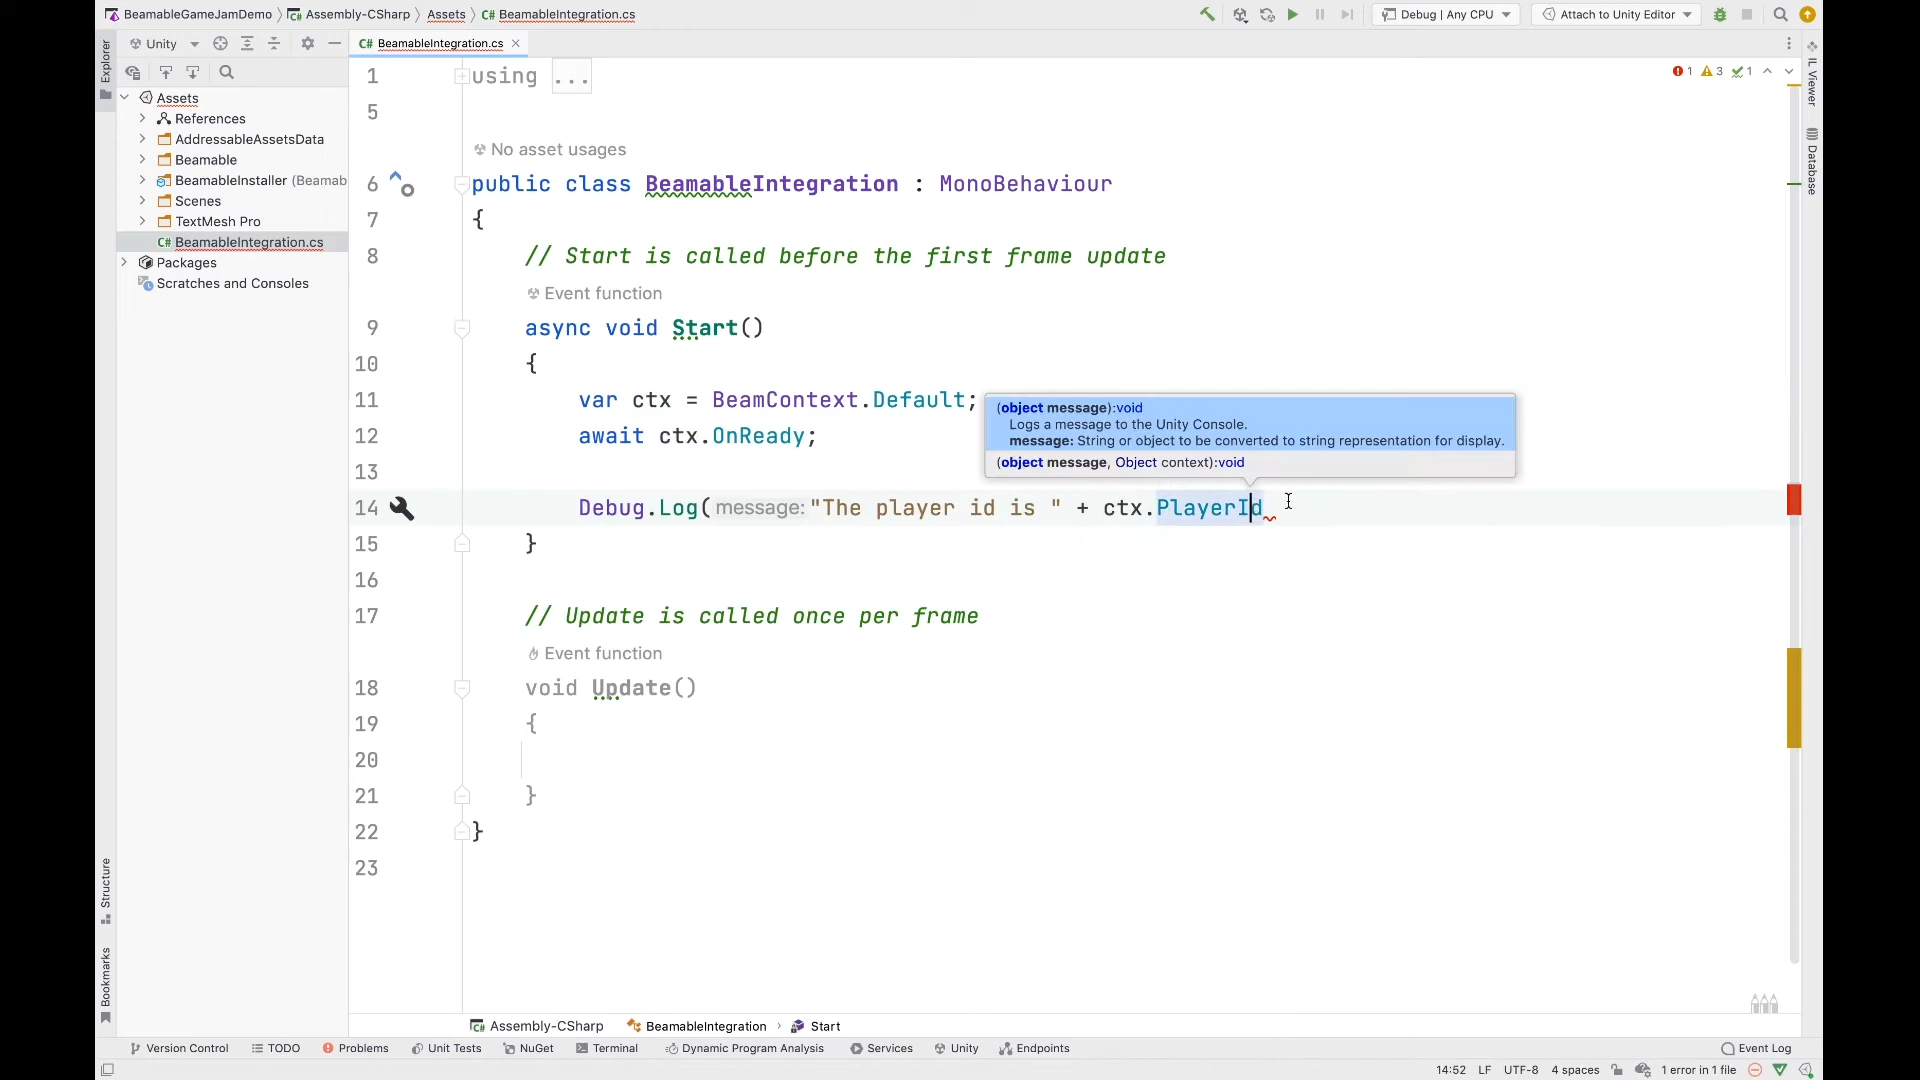 BeamableGameJamDemo Assembly-CSharp Assets C# BeamableIntegration.cs
Debug | Any CPU Attach to Unity Editor
Explorer
Unity
C# BeamableIntegration.cs
1 3 1
IL Viewer
Database
Assets
References
AddressableAssetsData
Beamable
BeamableInstaller (Beamab
Scenes
TextMesh Pro
C# BeamableIntegration.cs
Packages
Scratches and Consoles
1 using ...
5
No asset usages
6 public class BeamableIntegration : MonoBehaviour
7 {
8 // Start is called before the first frame update
Event function
9 async void Start()
10 {
11 var ctx = BeamContext.Default;
12 await ctx.OnReady;
13
(object message):void
Logs a message to the Unity Console.
message: String or object to be converted to string representation for display.
(object message, Object context):void
14 Debug.Log( message: "The player id is " + ctx.PlayerId
15 }
16
17 // Update is called once per frame
Event function
18 void Update()
19 {
20
21 }
22 }
23
Structure
Bookmarks
Assembly-CSharp BeamableIntegration Start
Version Control TODO Problems Unit Tests NuGet Terminal Dynamic Program Analysis Services Unity Endpoints Event Log
14:52 LF UTF-8 4 spaces 1 error in 1 file